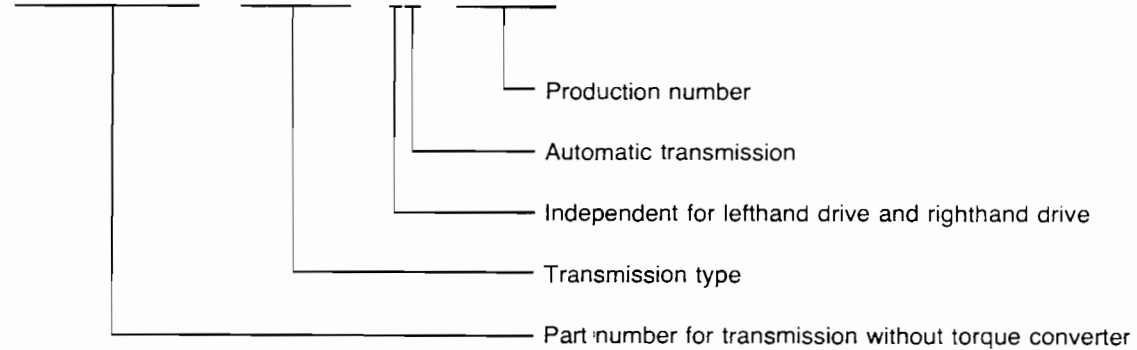 Production number
Automatic transmission
Independent for lefthand drive and righthand drive
Transmission type
Part number for transmission without torque converter